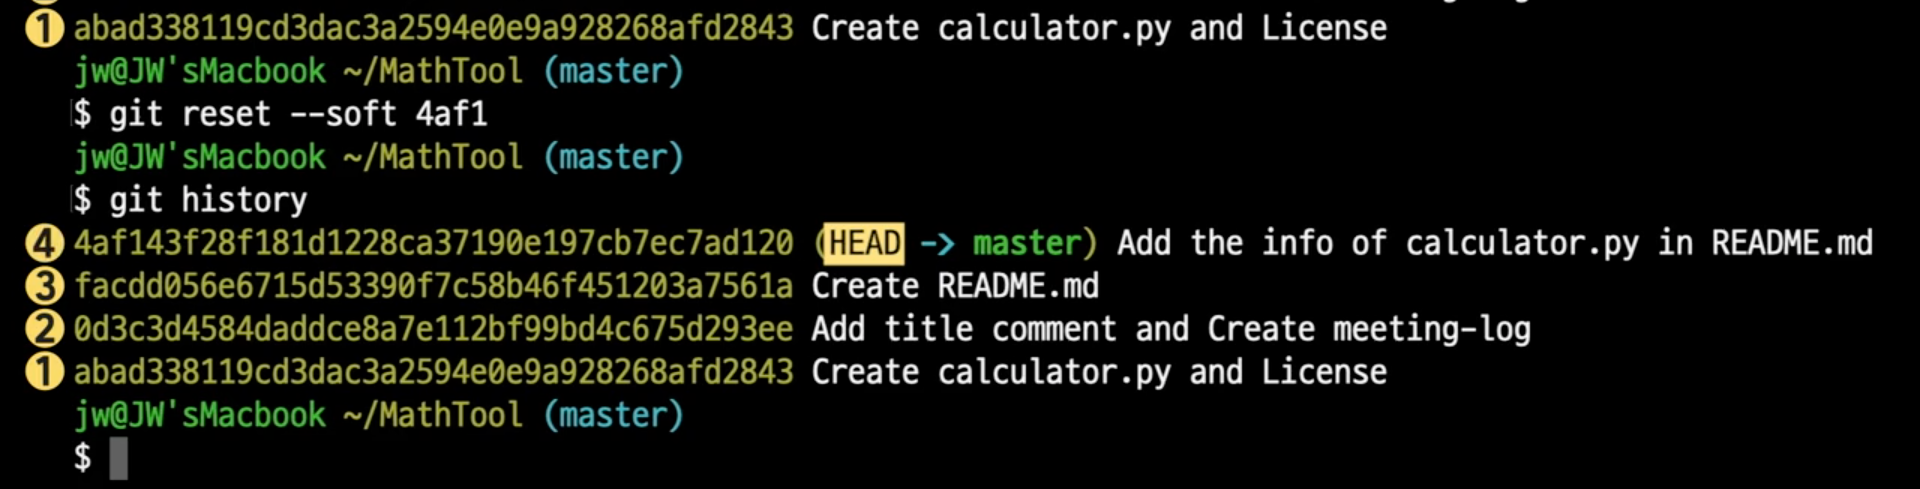 ① abad338119cd3dac3a2594e0e9a928268afd2843 Create calculator.py and License
jw@JW'sMacbook ~/MathTool (master)
$ git reset --soft 4af1
jw@JW'sMacbook ~/MathTool (master)
$ git history
④ 4af143f28f181d1228ca37190e197cb7ec7ad120 (HEAD -> master) Add the info of calculator.py in README.md
③ facdd056e6715d53390f7c58b46f451203a7561a Create README.md
② 0d3c3d4584daddce8a7e112bf99bd4c675d293ee Add title comment and Create meeting-log
① abad338119cd3dac3a2594e0e9a928268afd2843 Create calculator.py and License
jw@JW'sMacbook ~/MathTool (master)
$